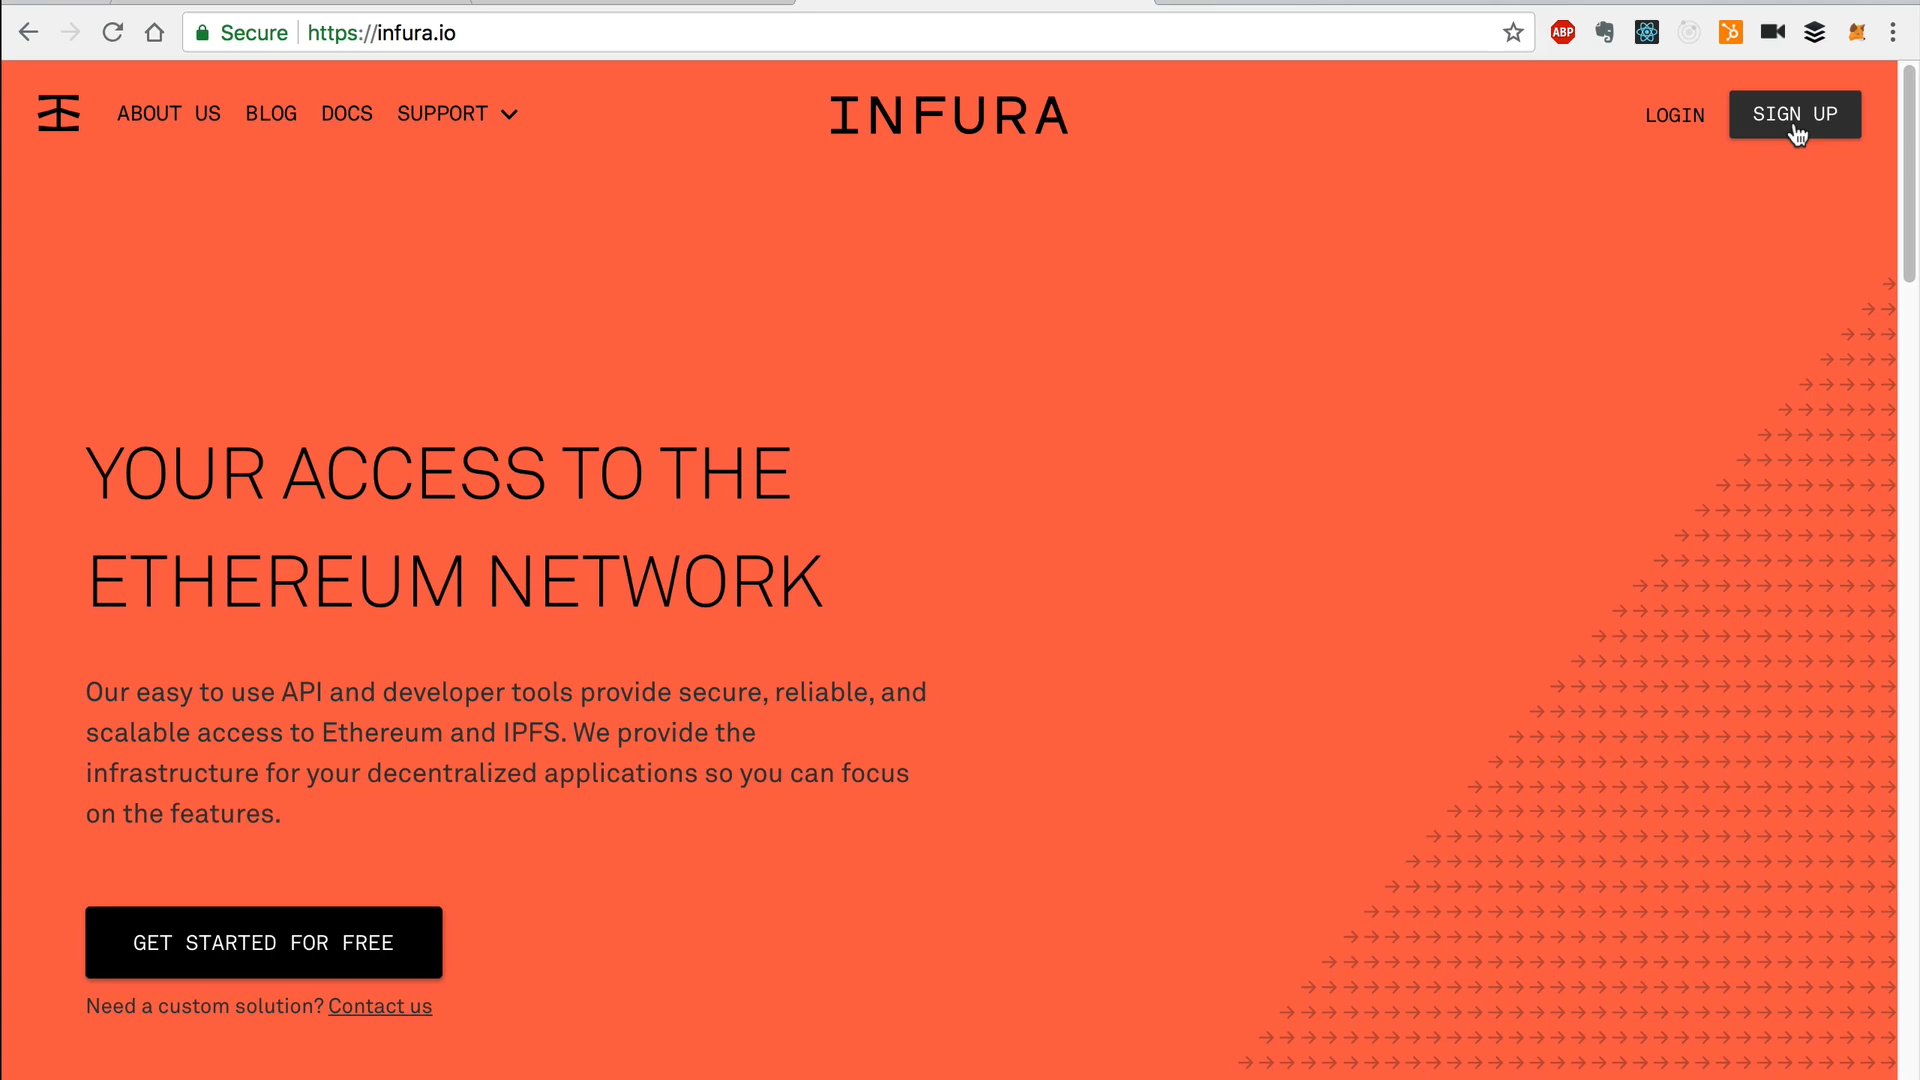 Secure https://infura.io
ABP
ABOUT US BLOG DOCS SUPPORT
INFURA
LOGIN SIGN UP
YOUR ACCESS TO THE
ETHEREUM NETWORK
Our easy to use API and developer tools provide secure, reliable, and
scalable access to Ethereum and IPFS. We provide the
infrastructure for your decentralized applications so you can focus
on the features.
GET STARTED FOR FREE
Need a custom solution? Contact us